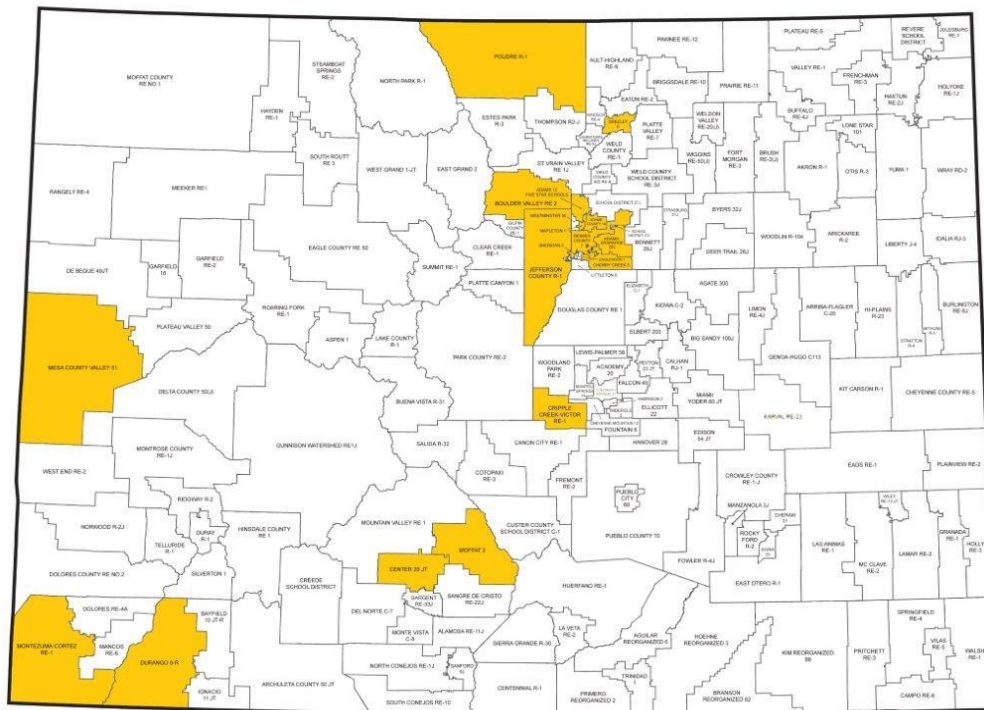 MOFFAT COUNTY
RE NO 1
STEAMBOAT
SPRINGS
RE-2
NORTH PARK R-1
POUDRE R-1
AULT-HIGHLAND
RE-9
PAWNEE RE-12
PLATEAU RE-5
REVERE
SCHOOL
DISTRICT
JULESBURG
RE-1
HAYDEN
RE-1
BRIGGSDALE RE-10
PRAIRIE RE-11
VALLEY RE-1
FRENCHMAN
RE-3
HAXTUN
RE-2J
HOLYOKE
RE-1J
EATON RE-2
ESTES PARK
R-3
THOMPSON R2-J
GREELEY
PLATTE
VALLEY
RE-7
WELDON
VALLEY
RE-20(J)
BUFFALO
RE-4J
LONE STAR
101
SOUTH ROUTT
RE 3
WEST GRAND 1-JT
EAST GRAND 2
WELD
COUNTY
RE-1
ST VRAIN VALLEY
RE 1J
WIGGINS
RE-50(J)
FORT
MORGAN
RE-3
BRUSH
RE-2(J)
AKRON R-1
OTIS R-3
YUMA 1
WRAY RD-2
RANGELY RE-4
MEEKER RE1
WELD COUNTY
SCHOOL DISTRICT
RE-3J
BOULDER VALLEY RE 2
ADAMS 12
FIVE STAR SCHOOLS
SCHOOL DISTRICT 27J
BYERS 32J
WOODLIN R-104
ARICKAREE
R-2
LIBERTY J-4
IDALIA RJ-3
WESTMINSTER 50
MAPLETON 1
SHERIDAN 2
CHERRY CREEK 5
BENNETT
29J
DEER TRAIL 26J
EAGLE COUNTY RE 50
SUMMIT RE-1
CLEAR CREEK
RE-1
JEFFERSON
COUNTY R-1
LITTLETON 6
DE BEQUE 49JT
GARFIELD
16
GARFIELD
RE-2
PLATTE CANYON 1
DOUGLAS COUNTY RE 1
KIOWA C-2
AGATE 300
LIMON
RE-4J
ARRIBA-FLAGLER
C-20
HI-PLAINS
R-23
BURLINGTON
RE-6J
STRATTON
R-4
ROARING FORK
RE-1
PLATEAU VALLEY 50
ASPEN 1
LAKE COUNTY
R-1
PARK COUNTY RE-2
ELBERT 200
BIG SANDY 100J
GENOA-HUGO C113
MESA COUNTY VALLEY 51
WOODLAND
PARK
RE-2
LEWIS-PALMER 38
ACADEMY
20
PEYTON
23 JT
CALHAN
RJ-1
FALCON 49
MIAMI
YODER 60 JT
KIT CARSON R-1
CHEYENNE COUNTY RE-5
DELTA COUNTY 50(J)
BUENA VISTA R-31
CRIPPLE
CREEK-VICTOR
RE-1
ELLICOTT
22
CHEYENNE MOUNTAIN 12
FOUNTAIN 8
KARVAL RE-23
GUNNISON WATERSHED RE1J
SALIDA R-32
CANON CITY RE-1
HANOVER 28
EDISON
54 JT
MONTROSE COUNTY
RE-1J
WEST END RE-2
COTOPAXI
RE-3
FREMONT
RE-2
CROWLEY COUNTY
RE-1-J
EADS RE-1
PLAINVIEW RE-2
PUEBLO
CITY
60
RIDGWAY R-2
NORWOOD R-2J
OURAY
R-1
HINSDALE COUNTY
RE 1
MOUNTAIN VALLEY RE 1
CUSTER COUNTY
SCHOOL DISTRICT C-1
PUEBLO COUNTY 70
MANZANOLA 3J
CHERAW
31
ROCKY
FORD
R-2
LAS ANIMAS
RE-1
MC CLAVE
RE-2
LAMAR RE-2
GRANADA
RE-1
HOLLY
RE-3
TELLURIDE
R-1
MOFFAT 2
DOLORES COUNTY RE NO.2
SILVERTON 1
CREEDE
SCHOOL DISTRICT
CENTER 26 JT
HUERFANO RE-1
FOWLER R-4J
EAST OTERO R-1
SARGENT
RE-33J
SANGRE DE CRISTO
RE-22J
DOLORES RE-4A
BAYFIELD
10 JT-R
DEL NORTE C-7
MONTEZUMA CORTEZ
RE-1
MANCOS
RE-6
DURANGO 9-R
MONTE VISTA
C-8
ALAMOSA RE-11J
SIERRA GRANDE R-30
LA VETA
RE-2
AGUILAR
REORGANIZED 6
HOEHNE
REORGANIZED 3
KIM REORGANIZED
88
PRITCHETT
RE-3
SPRINGFIELD
RE-4
VILAS
RE-5
WALSH
RE-1
IGNACIO
11 JT
ARCHULETA COUNTY 50 JT
NORTH CONEJOS RE-1J
SANFORD
6J
SOUTH CONEJOS RE-10
CENTENNIAL R-1
PRIMERO
REORGANIZED 2
TRINIDAD
1
BRANSON
REORGANIZED 82
CAMPO RE-6